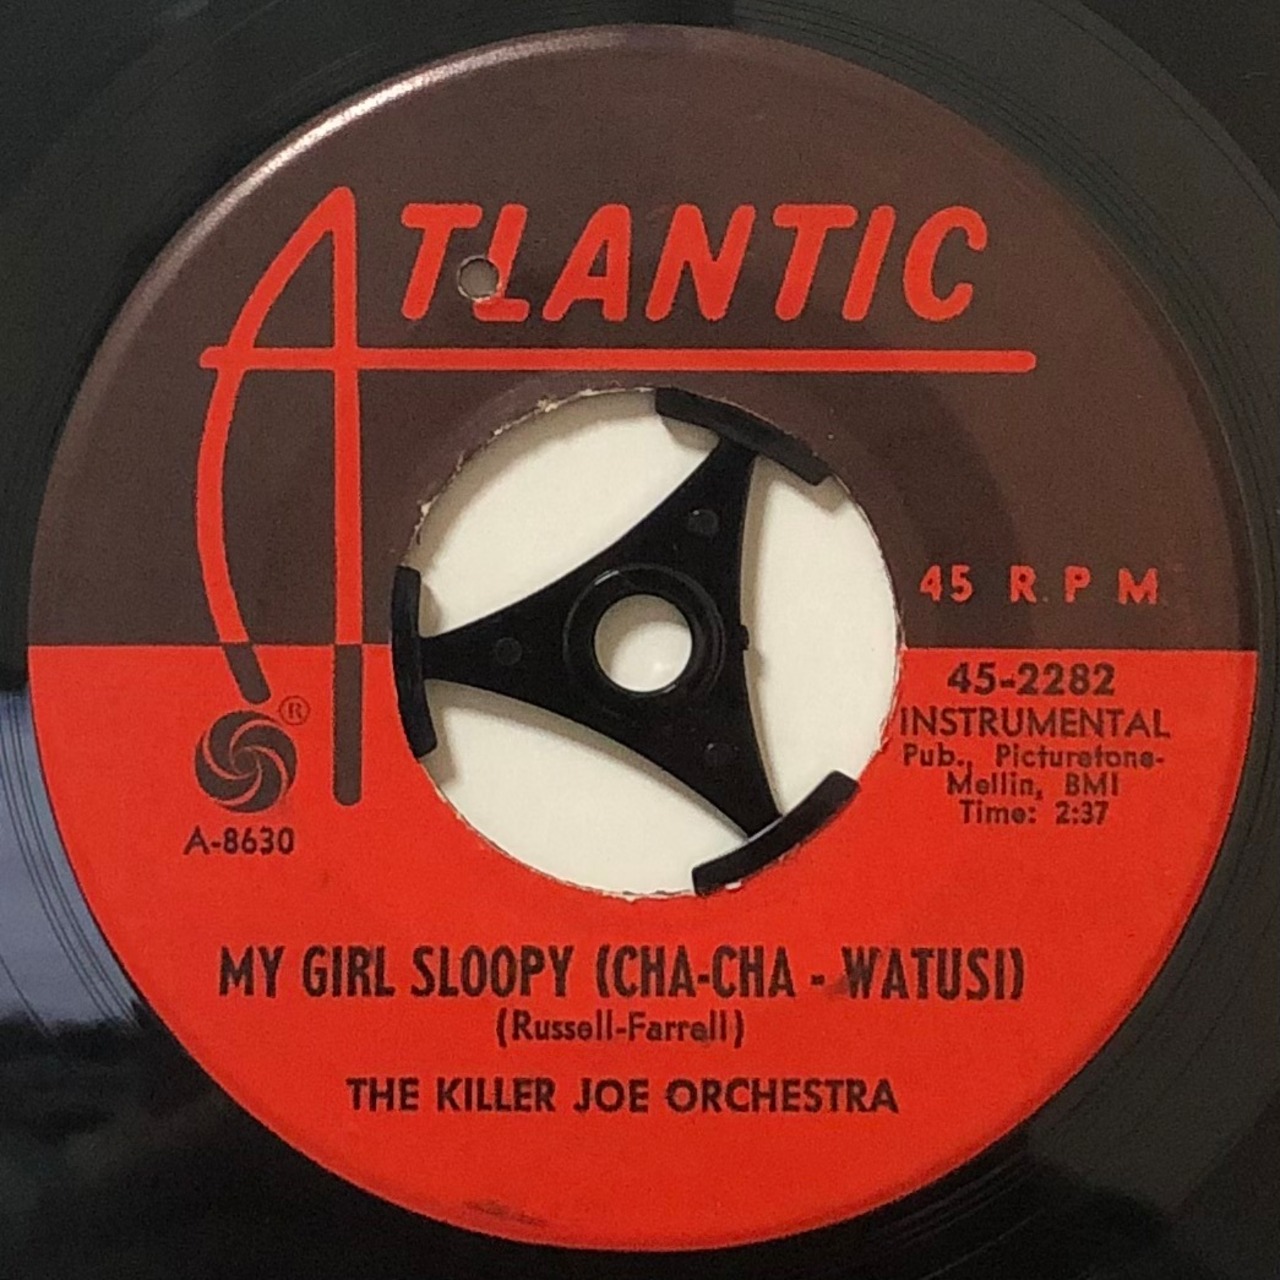 ATLANTIC
45 R.P M
45-2282
INSTRUMENTAL
Pub., Picturetone-
Mellin, BMI
Time: 2:37
®
A-8630
MY GIRL SLOOPY (CHA-CHA - WATUSI)
(Russell-Farrell)
THE KILLER JOE ORCHESTRA